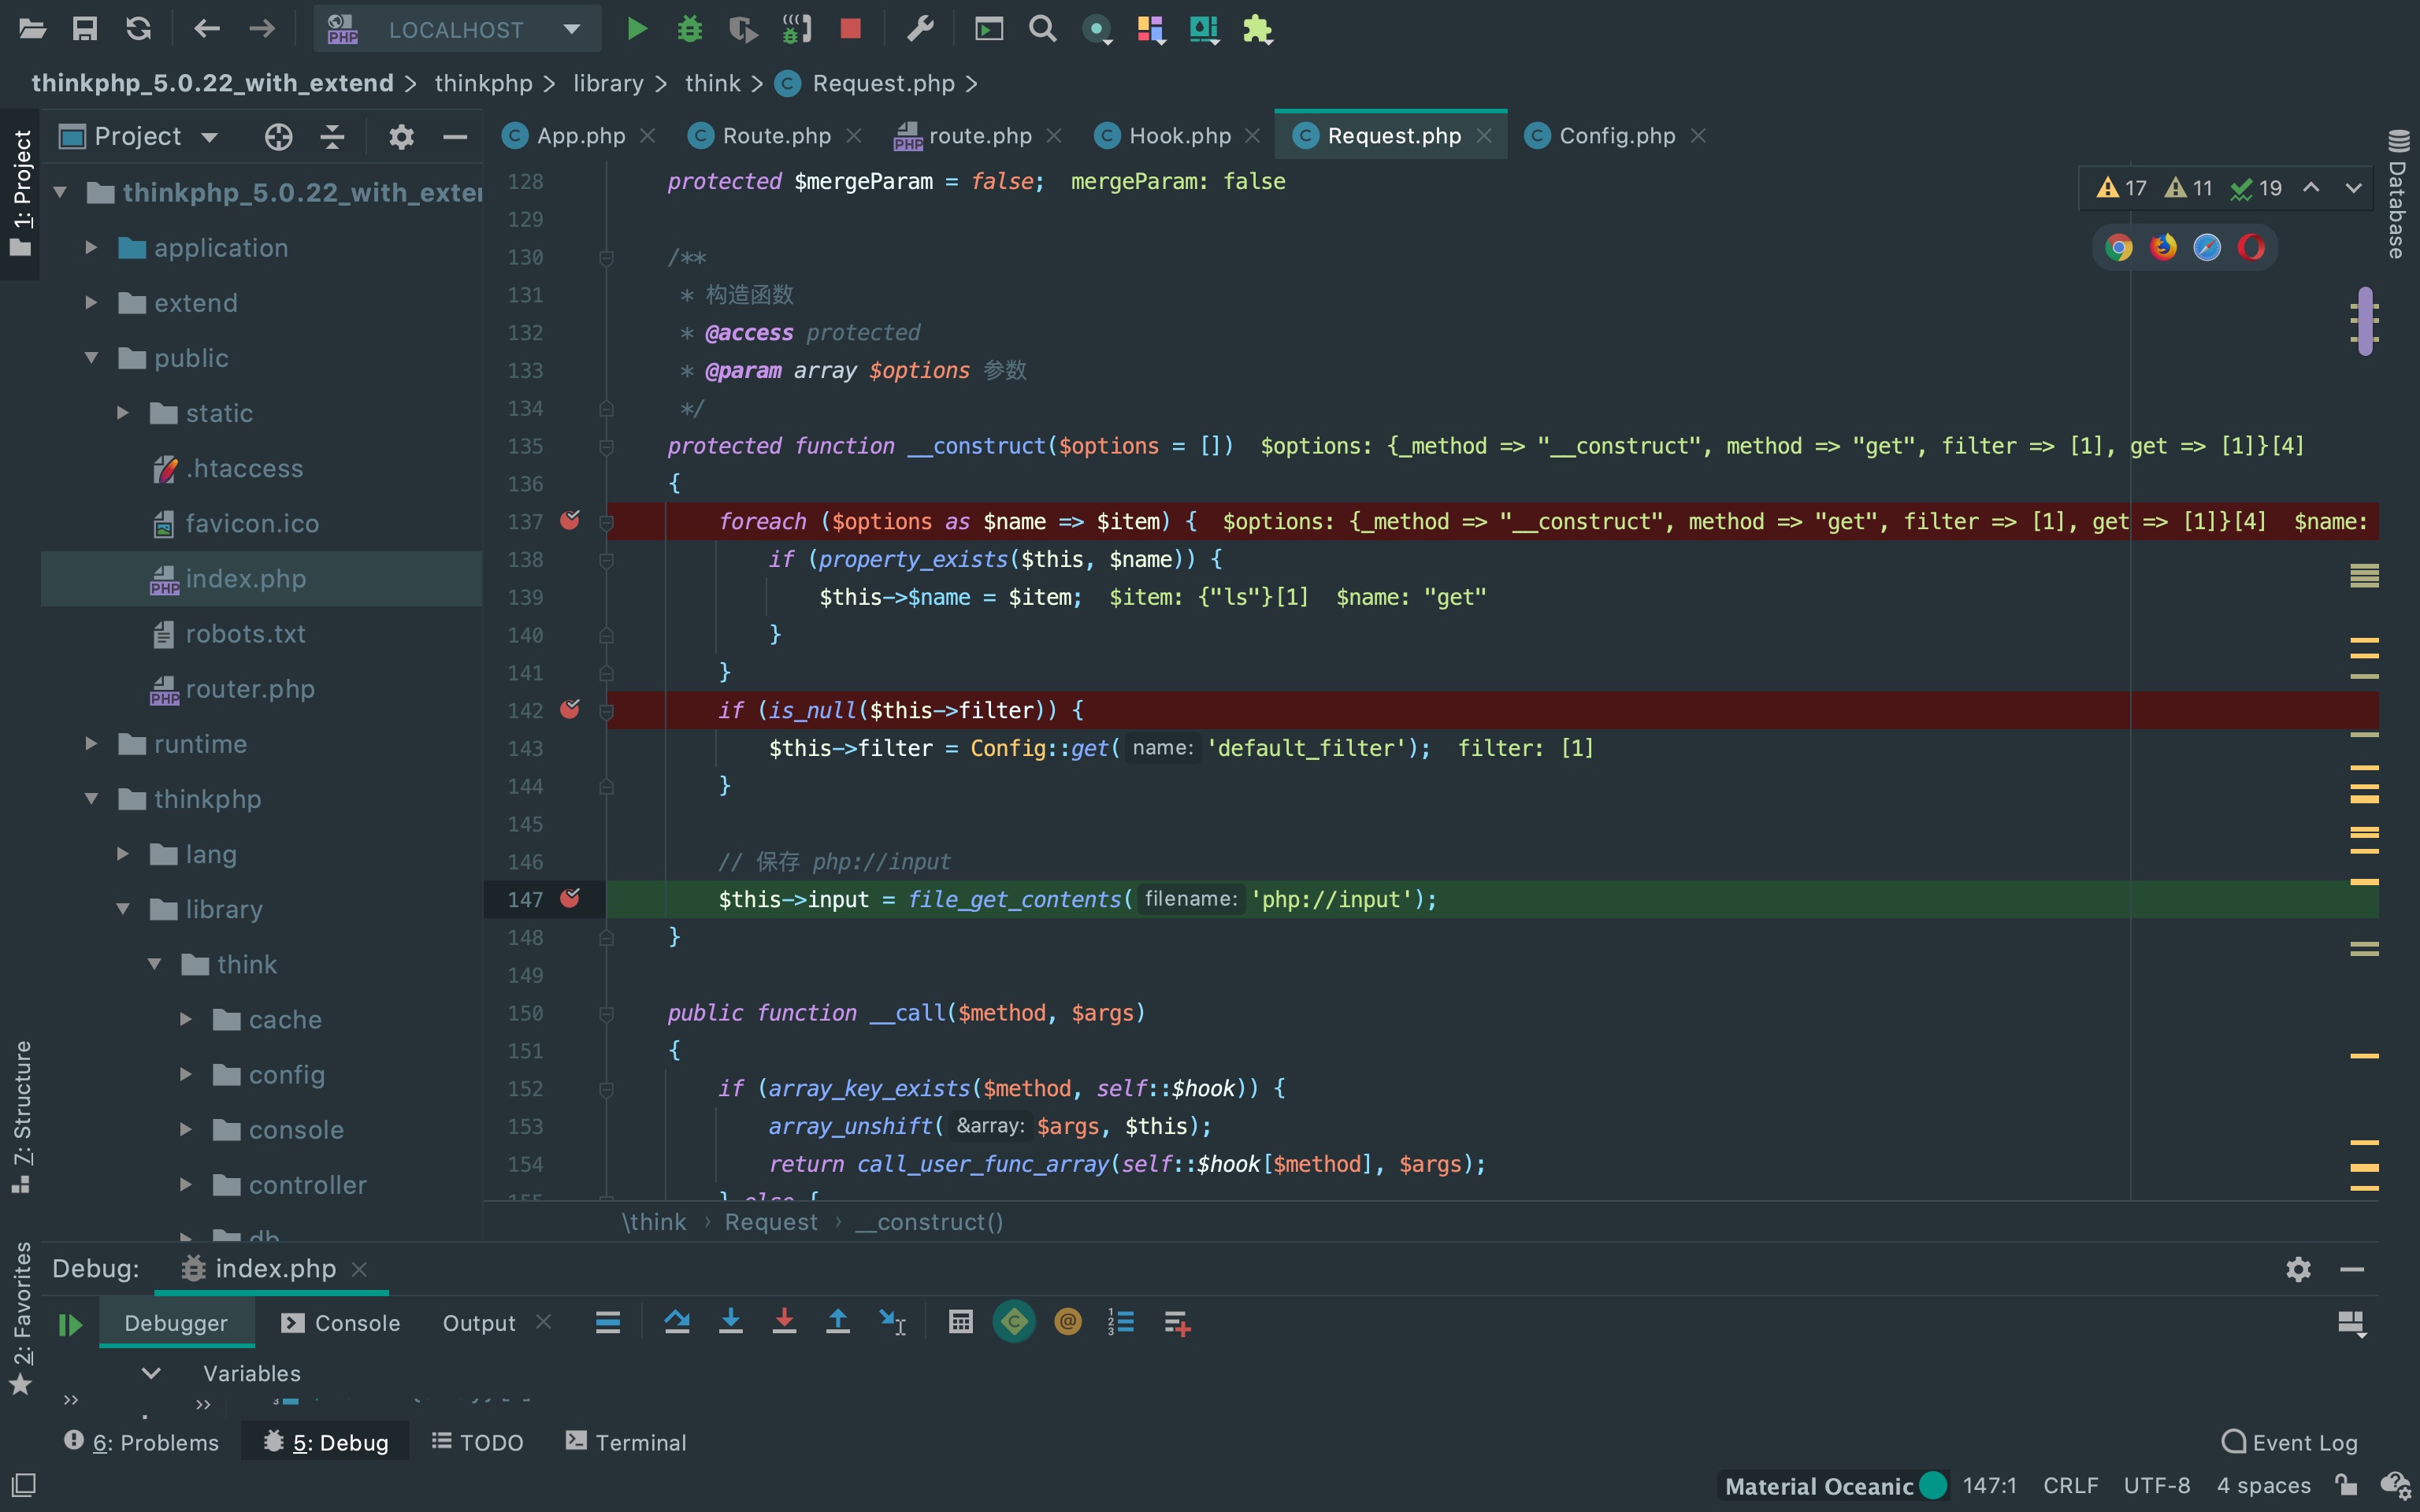 PHP LOCALHOST
thinkphp_5.0.22_with_extend > thinkphp > library > think > C Request.php >
1: Project
Project
C App.php C Route.php PHP route.php C Hook.php C Request.php C Config.php
17 11 19
Database
thinkphp_5.0.22_with_exter
application
extend
public
static
.htaccess
favicon.ico
PHP index.php
robots.txt
PHP router.php
runtime
thinkphp
lang
library
think
cache
config
console
controller
db
128 protected $mergeParam = false; mergeParam: false
129
130 /**
131 * 构造函数
132 * @access protected
133 * @param array $options 参数
134 */
135 protected function __construct($options = []) $options: {_method => "__construct", method => "get", filter => [1], get => [1]}[4]
136 {
137 foreach ($options as $name => $item) { $options: {_method => "__construct", method => "get", filter => [1], get => [1]}[4] $name:
138 if (property_exists($this, $name)) {
139 $this->$name = $item; $item: {"ls"}[1] $name: "get"
140 }
141 }
142 if (is_null($this->filter)) {
143 $this->filter = Config::get( name: 'default_filter'); filter: [1]
144 }
145
146 // 保存 php://input
147 $this->input = file_get_contents( filename: 'php://input');
148 }
149
150 public function __call($method, $args)
151 {
152 if (array_key_exists($method, self::$hook)) {
153 array_unshift( &array: $args, $this);
154 return call_user_func_array(self::$hook[$method], $args);
155 } else {
\think > Request > __construct()
7: Structure
2: Favorites
Debug: index.php
Debugger Console Output
Variables
6: Problems 5: Debug TODO Terminal Event Log
Material Oceanic 147:1 CRLF UTF-8 4 spaces